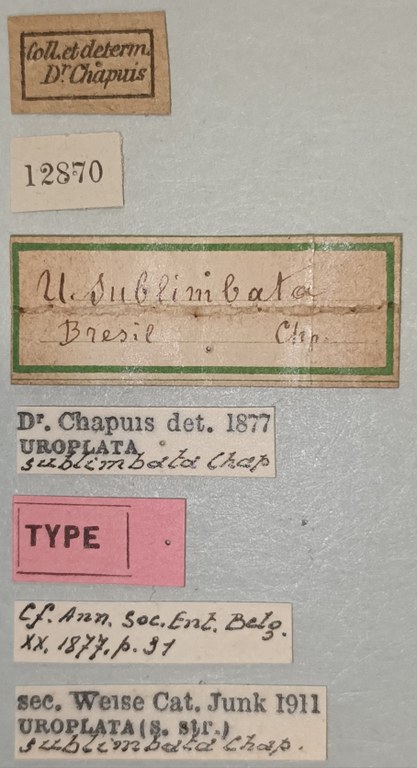 Coll. et determ.
Dr. Chapuis
12870
U. Sublimbata
Bresil Chp.
Dr. Chapuis det. 1877
UROPLATA
sublimbata Chap
TYPE
Cf. Ann. Soc. Ent. Belg.
XX. 1877. p. 31
sec. Weise Cat. Junk 1911
UROPLATA (S. str.)
sublimbata Chap.